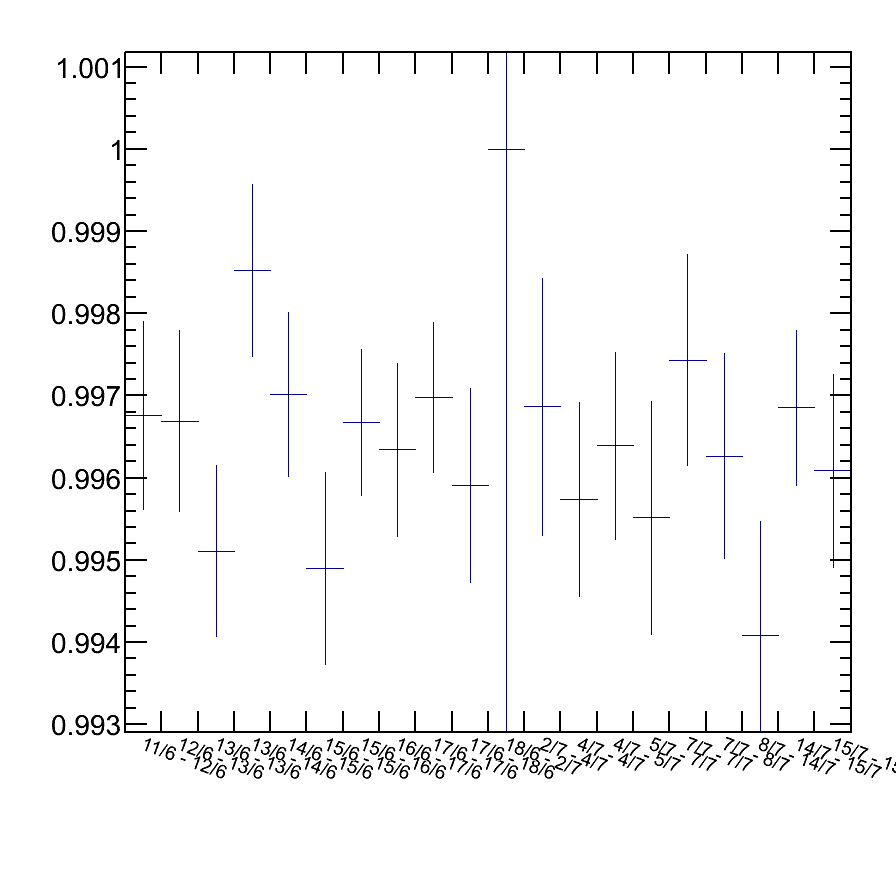 1.001
1
0.999
0.998
0.997
0.996
0.995
0.994
0.993
11/6 - 12/6
12/6 - 13/6
13/6 - 13/6
13/6 - 14/6
14/6 - 15/6
15/6 - 15/6
15/6 - 16/6
16/6 - 17/6
17/6 - 17/6
17/6 - 18/6
18/6 - 2/7
2/7 - 4/7
4/7 - 4/7
4/7 - 5/7
5/7 - 7/7
7/7 - 7/7
7/7 - 8/7
8/7 - 14/7
14/7 - 15/7
15/7 - 15